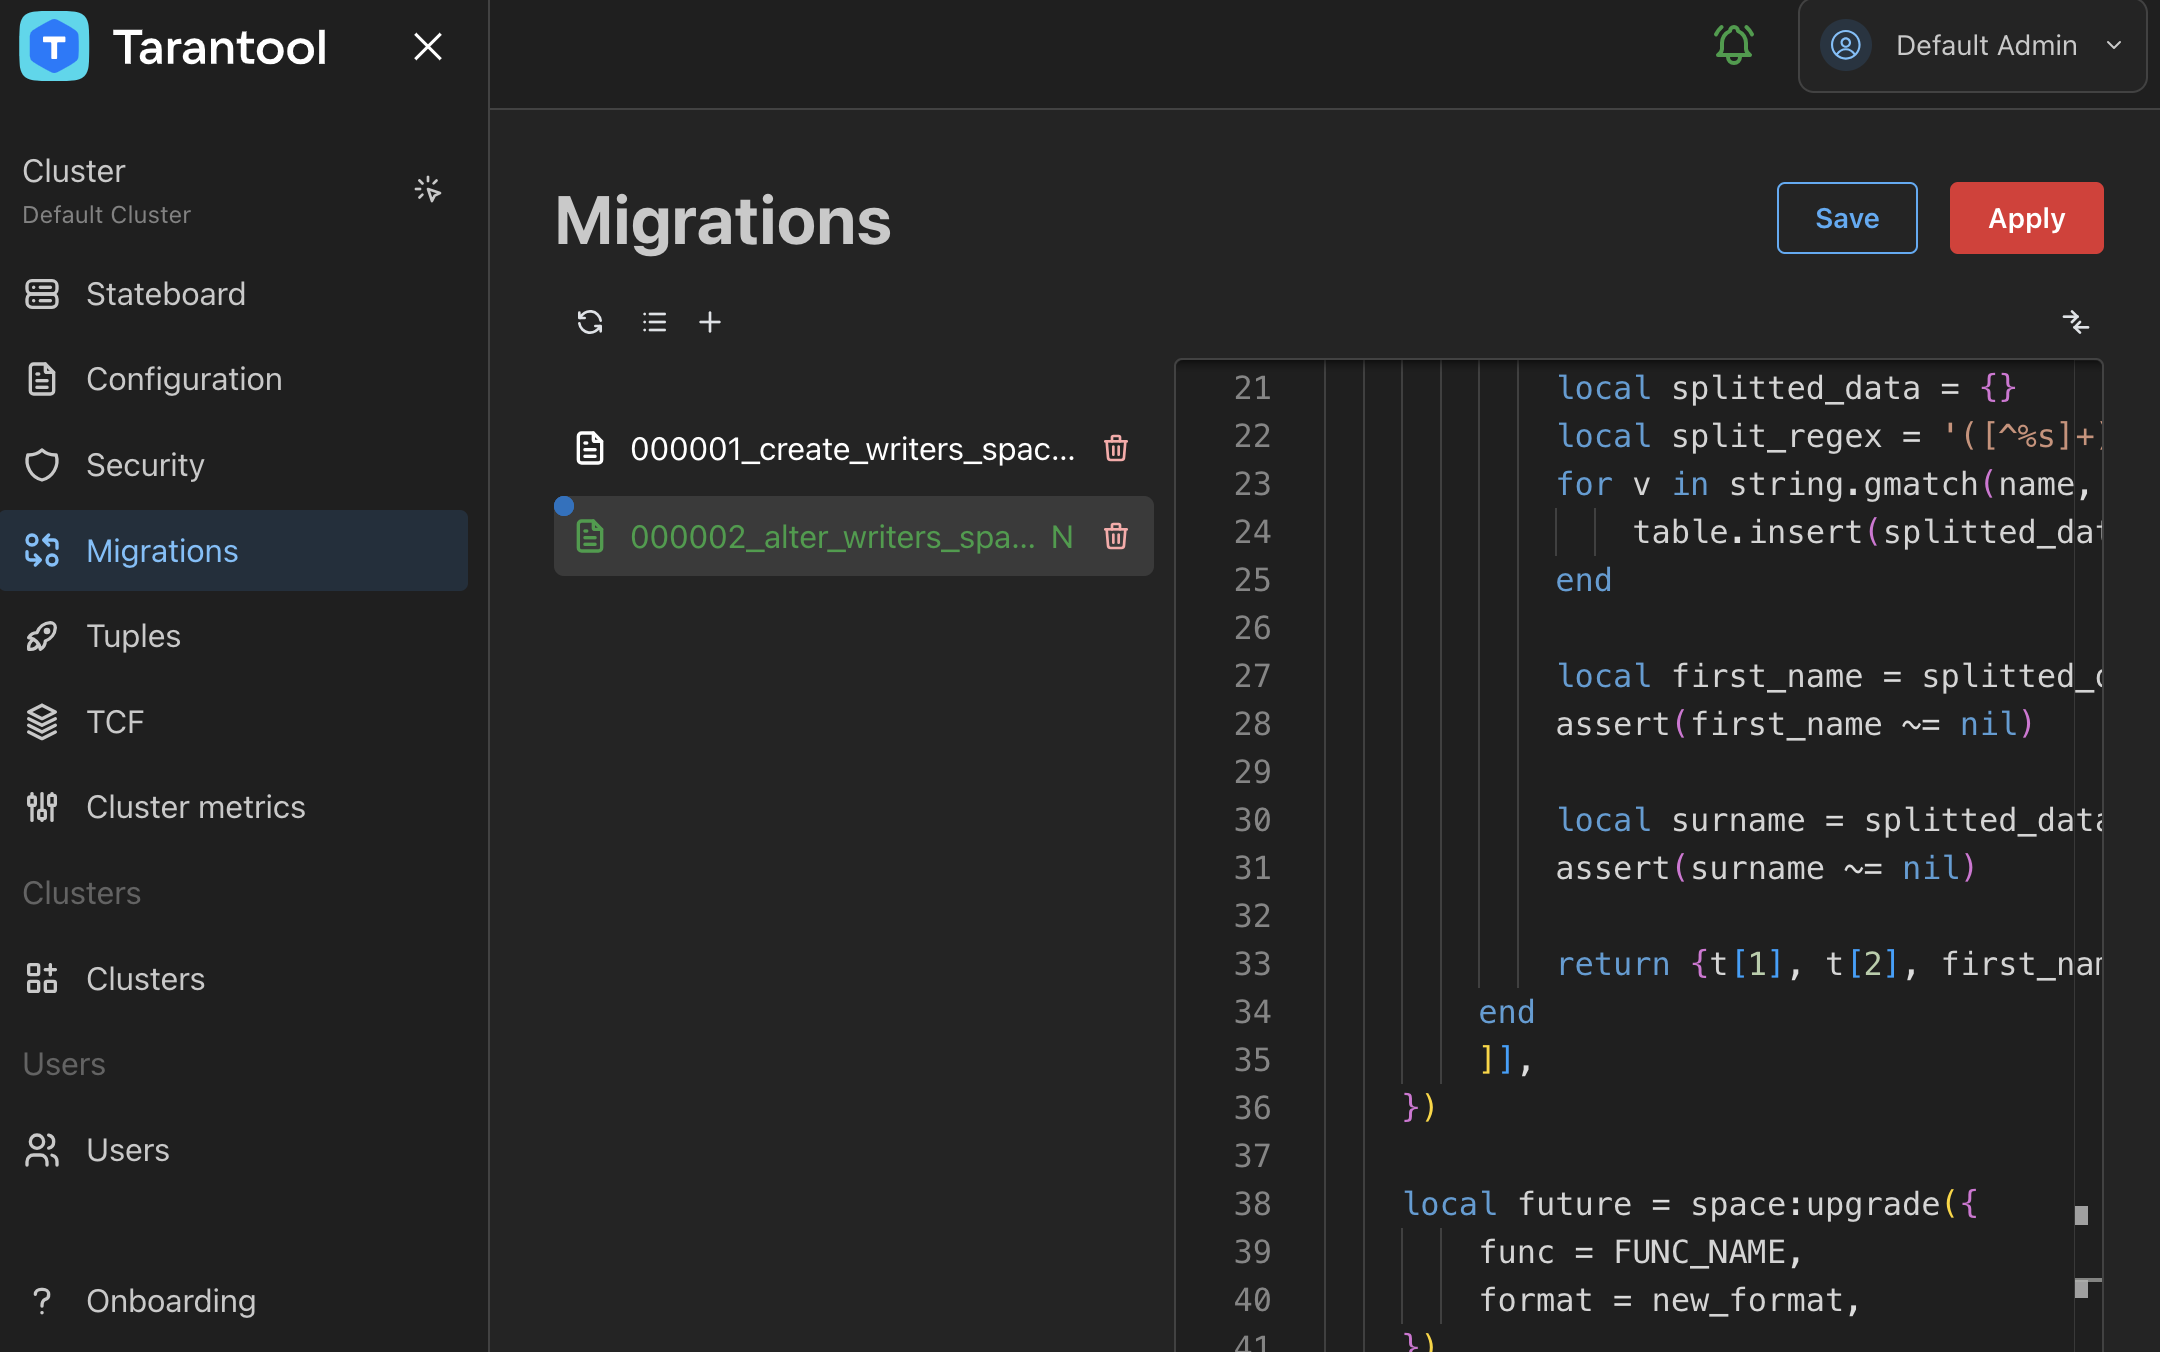 Tarantool
Default Admin
Cluster
Default Cluster
Stateboard
Configuration
Security
Migrations
Tuples
TCF
Cluster metrics
Clusters
Clusters
Users
Users
Onboarding
Migrations
Save
Apply
000001_create_writers_spac...
000002_alter_writers_spa... N
21 local splitted_data = {}
22 local split_regex = '([^%s]+)
23 for v in string.gmatch(name,
24 table.insert(splitted_dat
25 end
26
27 local first_name = splitted_d
28 assert(first_name ~= nil)
29
30 local surname = splitted_data
31 assert(surname ~= nil)
32
33 return {t[1], t[2], first_nam
34 end
35 ]],
36 })
37
38 local future = space:upgrade({
39 func = FUNC_NAME,
40 format = new_format,
41 })